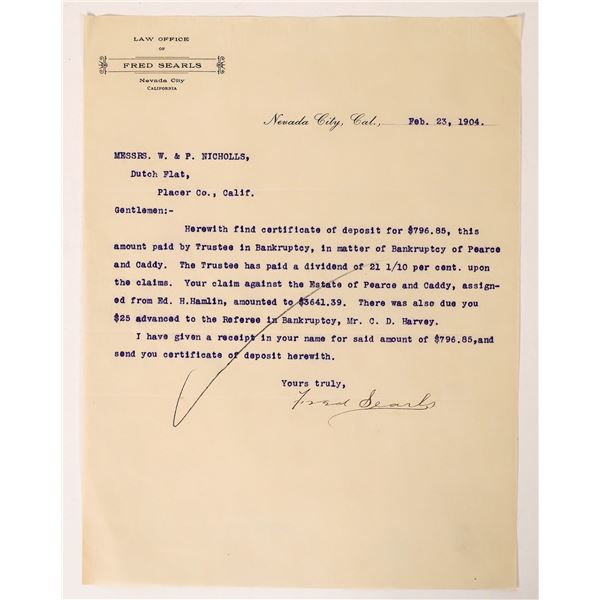 LAW OFFICE
OF
FRED SEARLS
Nevada City
CALIFORNIA
Nevada City, Cal., Feb. 23, 1904.
MESSRS. W. & P. NICHOLLS,
Dutch Flat,
Placer Co., Calif.
Gentlemen:-
Herewith find certificate of deposit for $796.85, this
amount paid by Trustee in Bankruptcy, in matter of Bankruptcy of Pearce
and Caddy. The Trustee has paid a dividend of 21 1/10 per cent. upon
the claims. Your claim against the Estate of Pearce and Caddy, assign-
ed from Ed. H.Hamlin, amounted to $3641.39. There was also due you
$25 advanced to the Referee in Bankruptcy, Mr. C. D. Harvey.
I have given a receipt in your name for said amount of $796.85,and
send you certificate of deposit herewith.
Yours truly,
Fred Searls